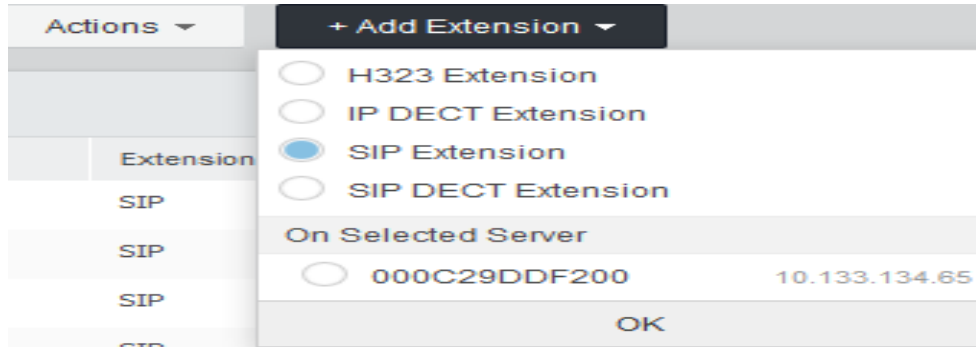 Actions
+ Add Extension
H323 Extension
IP DECT Extension
Extension
SIP Extension
SIP DECT Extension
SIP
On Selected Server
SIP
000C29DDF200 10.133.134.65
SIP
OK
SIP